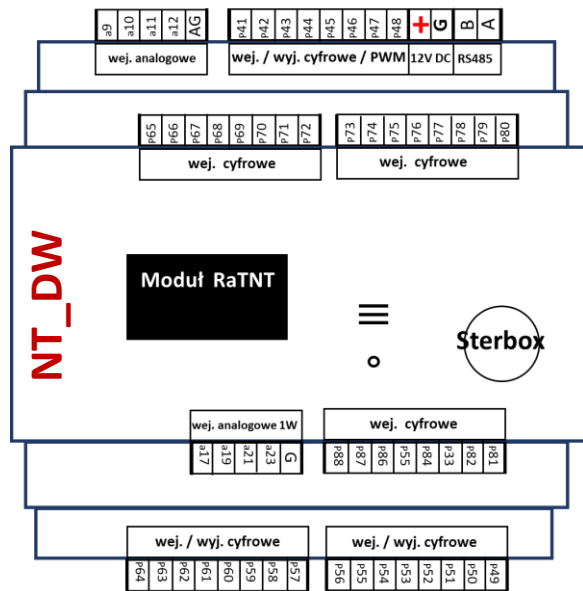 a9 a10 a11 a12 AG P41 P42 P43 P44 P45 P46 P47 P48 + G B A
wej. analogowe wej. / wyj. cyfrowe / PWM 12V DC RS485
P65 P66 P67 P68 P69 P70 P71 P72 P73 P74 P75 P76 P77 P78 P79 P80
wej. cyfrowe wej. cyfrowe
NT_DW
Moduł RaTNT
Sterbox
wej. analogowe 1W wej. cyfrowe
a17 a19 a21 a23 G P88 P87 P86 P55 P84 P33 P82 P81
wej. / wyj. cyfrowe wej. / wyj. cyfrowe
P64 P63 P62 P61 P60 P59 P58 P57 P56 P55 P54 P53 P52 P51 P50 P49